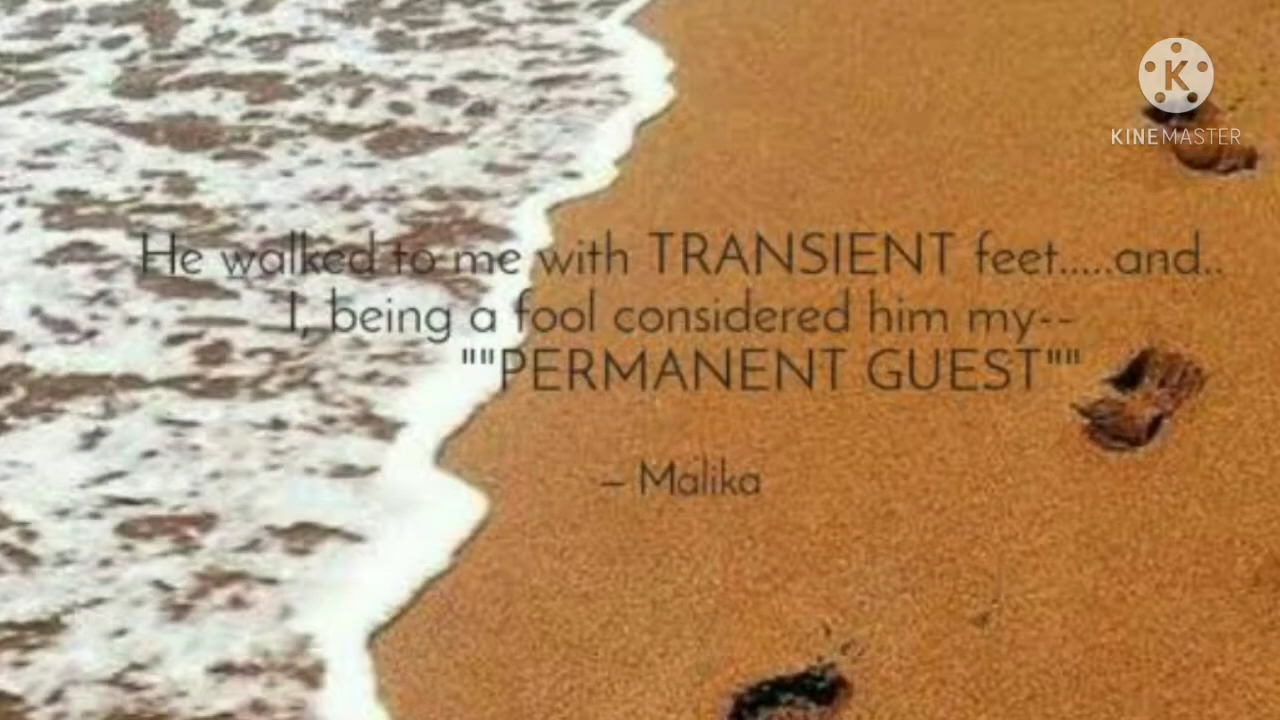 K
KINEMASTER
He walked to me with TRANSIENT feet.....and..
I, being a fool considered him my--
""PERMANENT GUEST""
– Malika